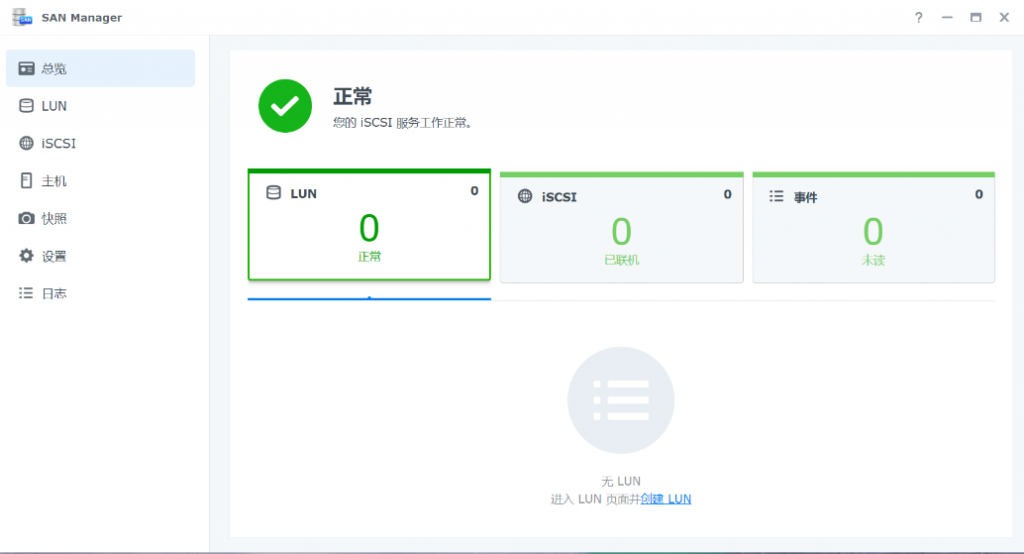 SAN Manager
总览
LUN
iSCSI
主机
快照
设置
日志
正常
您的 iSCSI 服务工作正常。
LUN 0
0
正常
iSCSI 0
0
已联机
事件 0
0
未读
无 LUN
进入 LUN 页面并创建 LUN